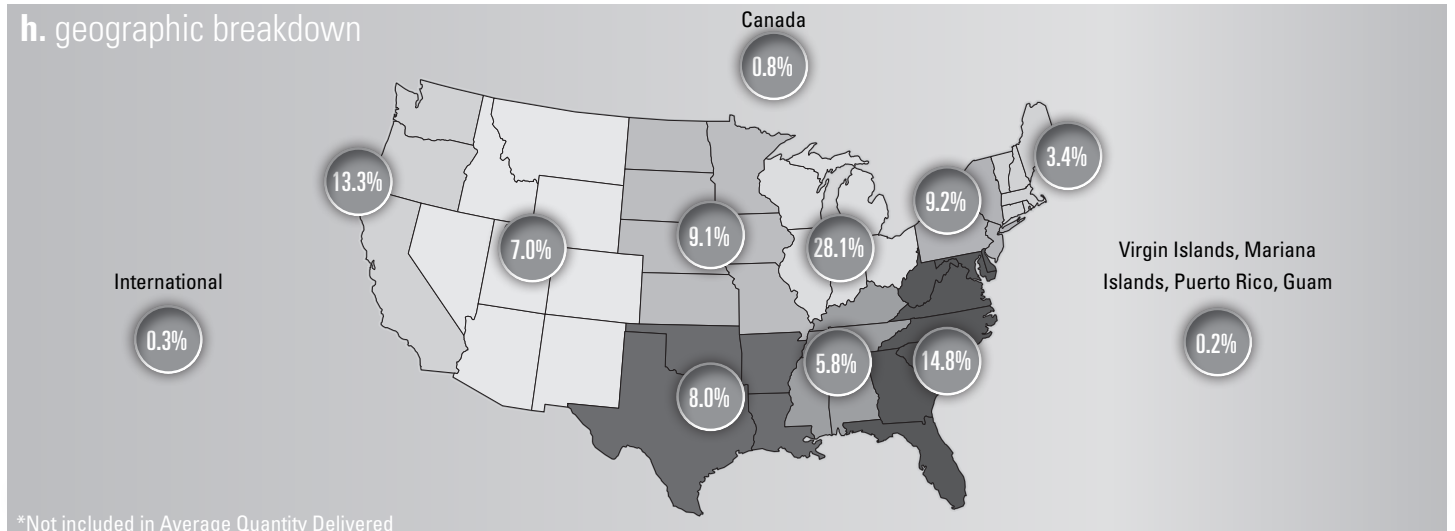 h. geographic breakdown
Canada
0.8%
3.4%
13.3%
9.2%
7.0%
9.1%
28.1%
Virgin Islands, Mariana
Islands, Puerto Rico, Guam
0.2%
International
0.3%
5.8%
14.8%
8.0%
*Not included in Average Quantity Delivered